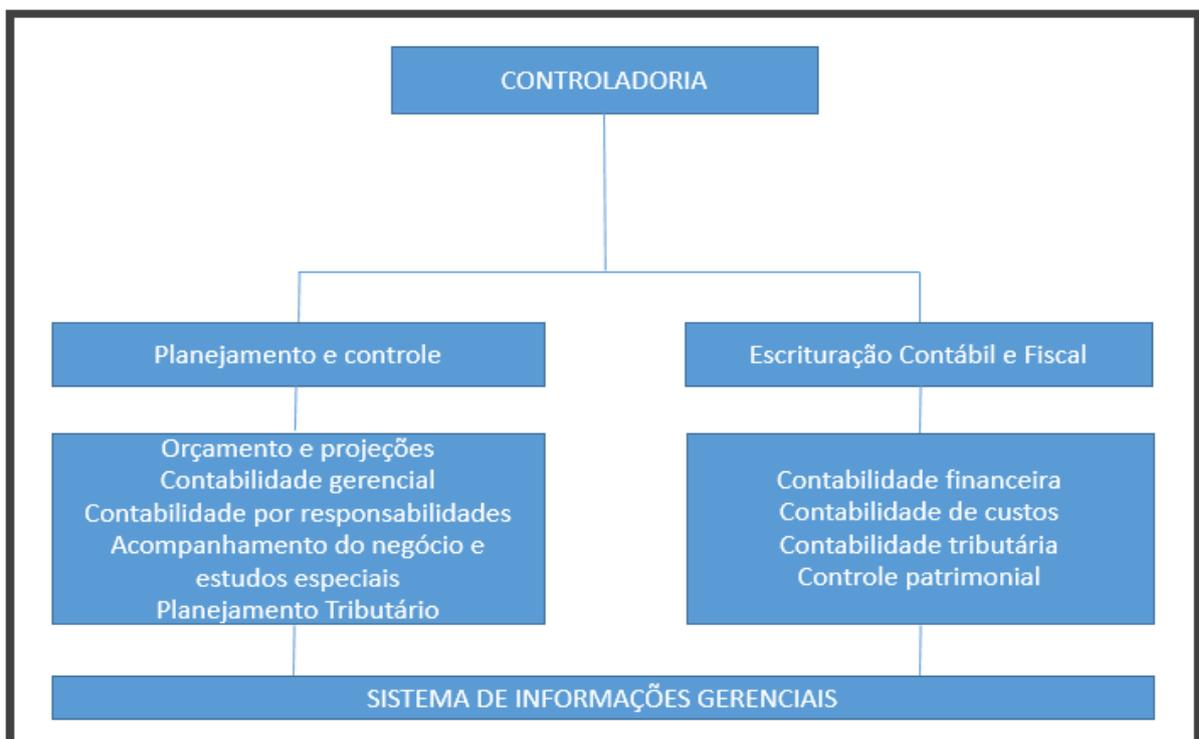 CONTROLADORIA
Planejamento e controle
Escrituração Contábil e Fiscal
Orçamento e projeções
Contabilidade gerencial
Contabilidade por responsabilidades
Acompanhamento do negócio e
estudos especiais
Planejamento Tributário
Contabilidade financeira
Contabilidade de custos
Contabilidade tributária
Controle patrimonial
SISTEMA DE INFORMAÇÕES GERENCIAIS